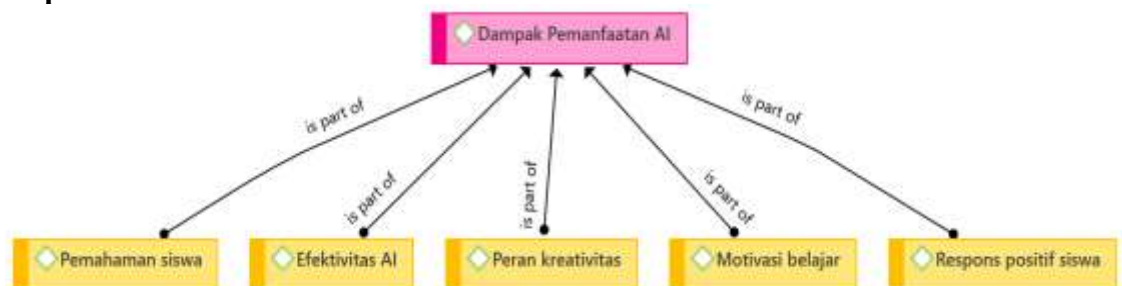 Dampak Pemanfaatan AI
is part of
is part of
is part of
is part of
is part of
Pemahaman siswa
Efektivitas AI
Peran kreativitas
Motivasi belajar
Respons positif siswa